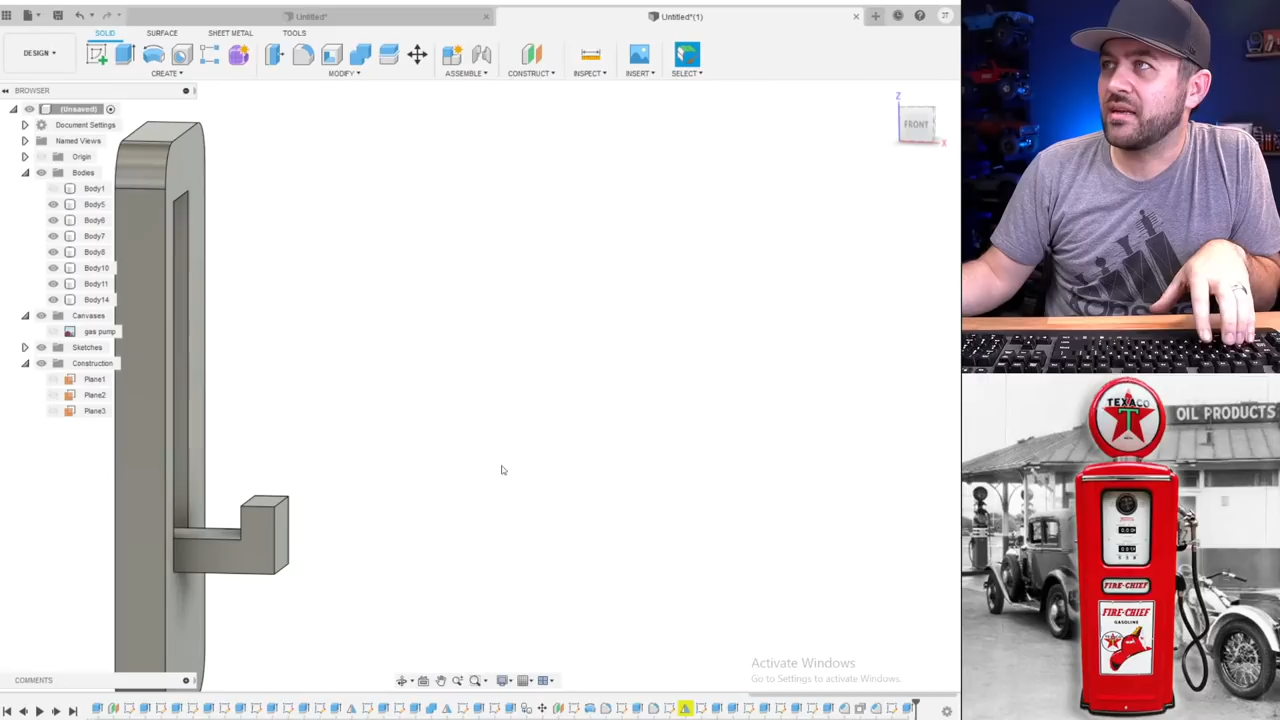 Untitled*
Untitled*(1)
JT
DESIGN
SOLID
SURFACE
SHEET METAL
TOOLS
CREATE
MODIFY
ASSEMBLE
CONSTRUCT
INSPECT
INSERT
SELECT
BROWSER
(Unsaved)
Document Settings
Named Views
Origin
Bodies
Body1
Body5
Body6
Body7
Body8
Body10
Body11
Body14
Canvases
gas pump
Sketches
Construction
Plane1
Plane2
Plane3
Z
FRONT
X
Activate Windows
Go to Settings to activate Windows.
COMMENTS
TEXACO
T
OIL PRODUCTS
FIRE-CHIEF
FIRE-CHIEF
GASOLINE